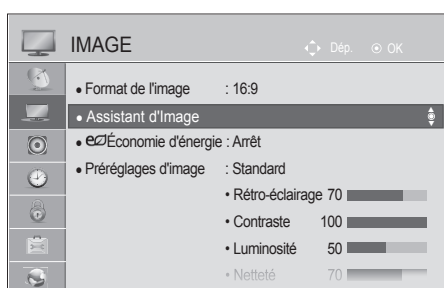 IMAGE Dép. OK
• Format de l'image : 16:9
• Assistant d'Image
• Économie d'énergie : Arrêt
• Préréglages d'image : Standard
• Rétro-éclairage 70
• Contraste 100
• Luminosité 50
• Netteté 70